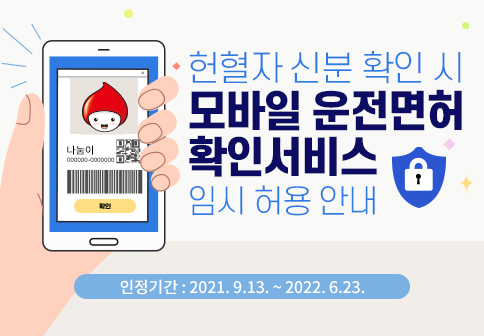 헌혈자 신분 확인 시
모바일 운전면허
확인서비스
임시 허용 안내
나눔이
000000-0000000
확인
인정기간 : 2021. 9.13. ~ 2022. 6.23.